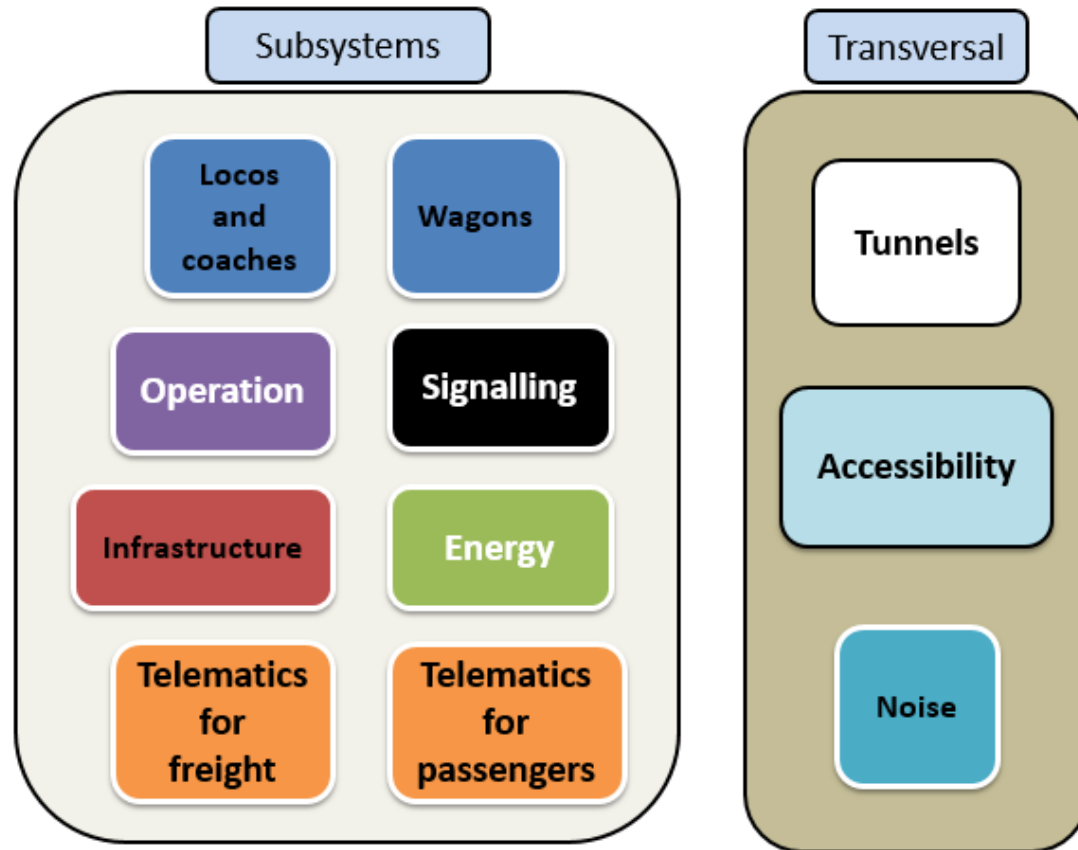 Subsystems
Locos
and
coaches
Wagons
Operation
Signalling
Infrastructure
Energy
Telematics
for
freight
Telematics
for
passengers
Transversal
Tunnels
Accessibility
Noise